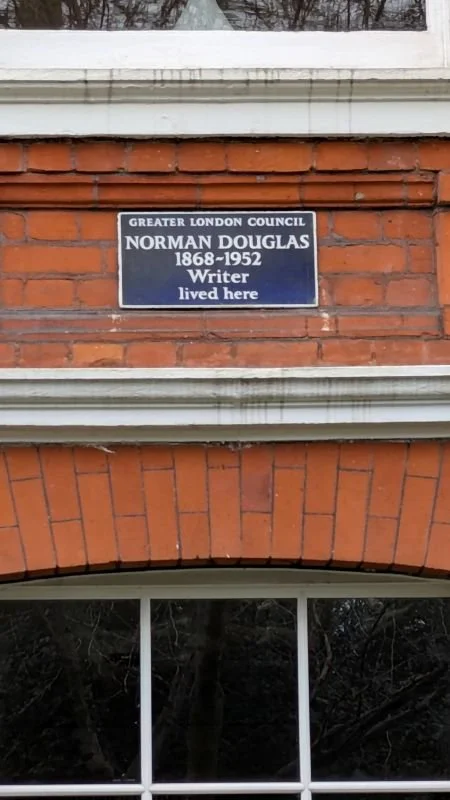 GREATER LONDON COUNCIL
NORMAN DOUGLAS
1868~1952
Writer
lived here